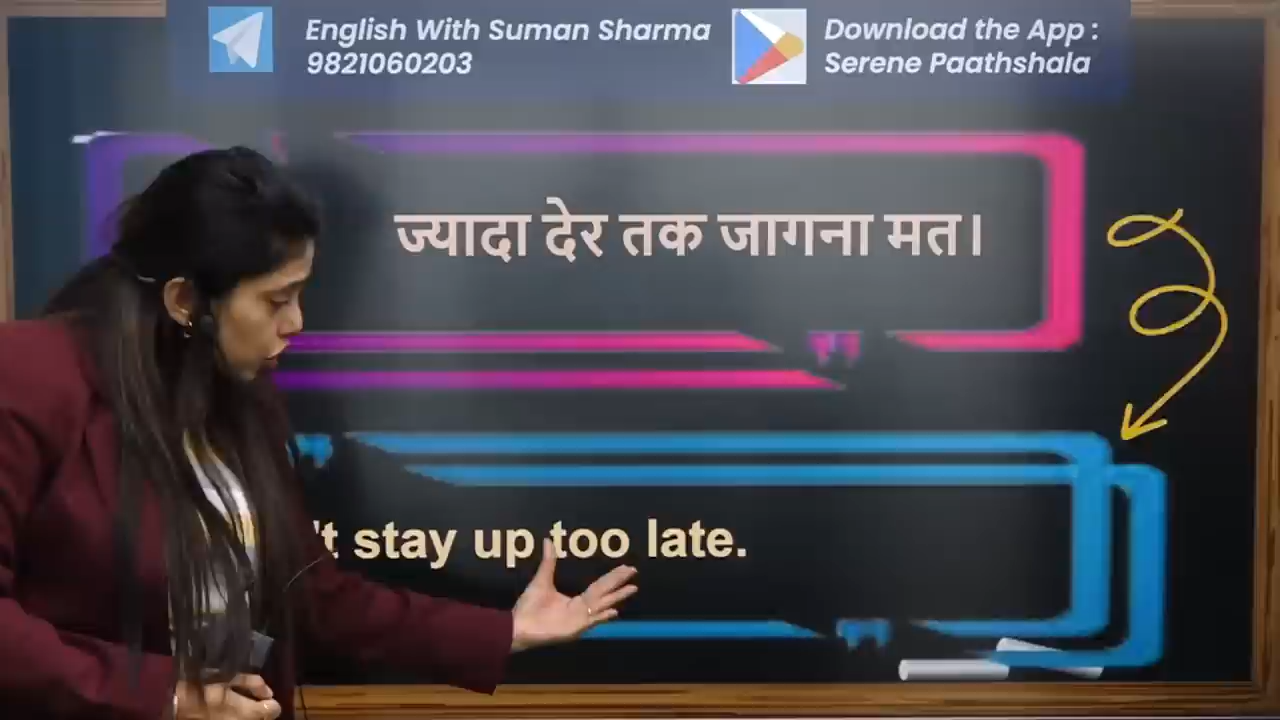 English With Suman Sharma
9821060203
Download the App :
Serene Paathshala
ज्यादा देर तक जागना मत।
't stay up too late.